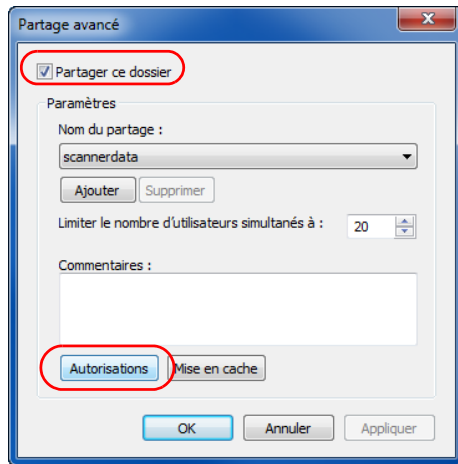 Partage avancé
Partager ce dossier
Paramètres
Nom du partage :
scannerdata
Ajouter Supprimer
Limiter le nombre d'utilisateurs simultanés à : 20
Commentaires :
Autorisations Mise en cache
OK Annuler Appliquer